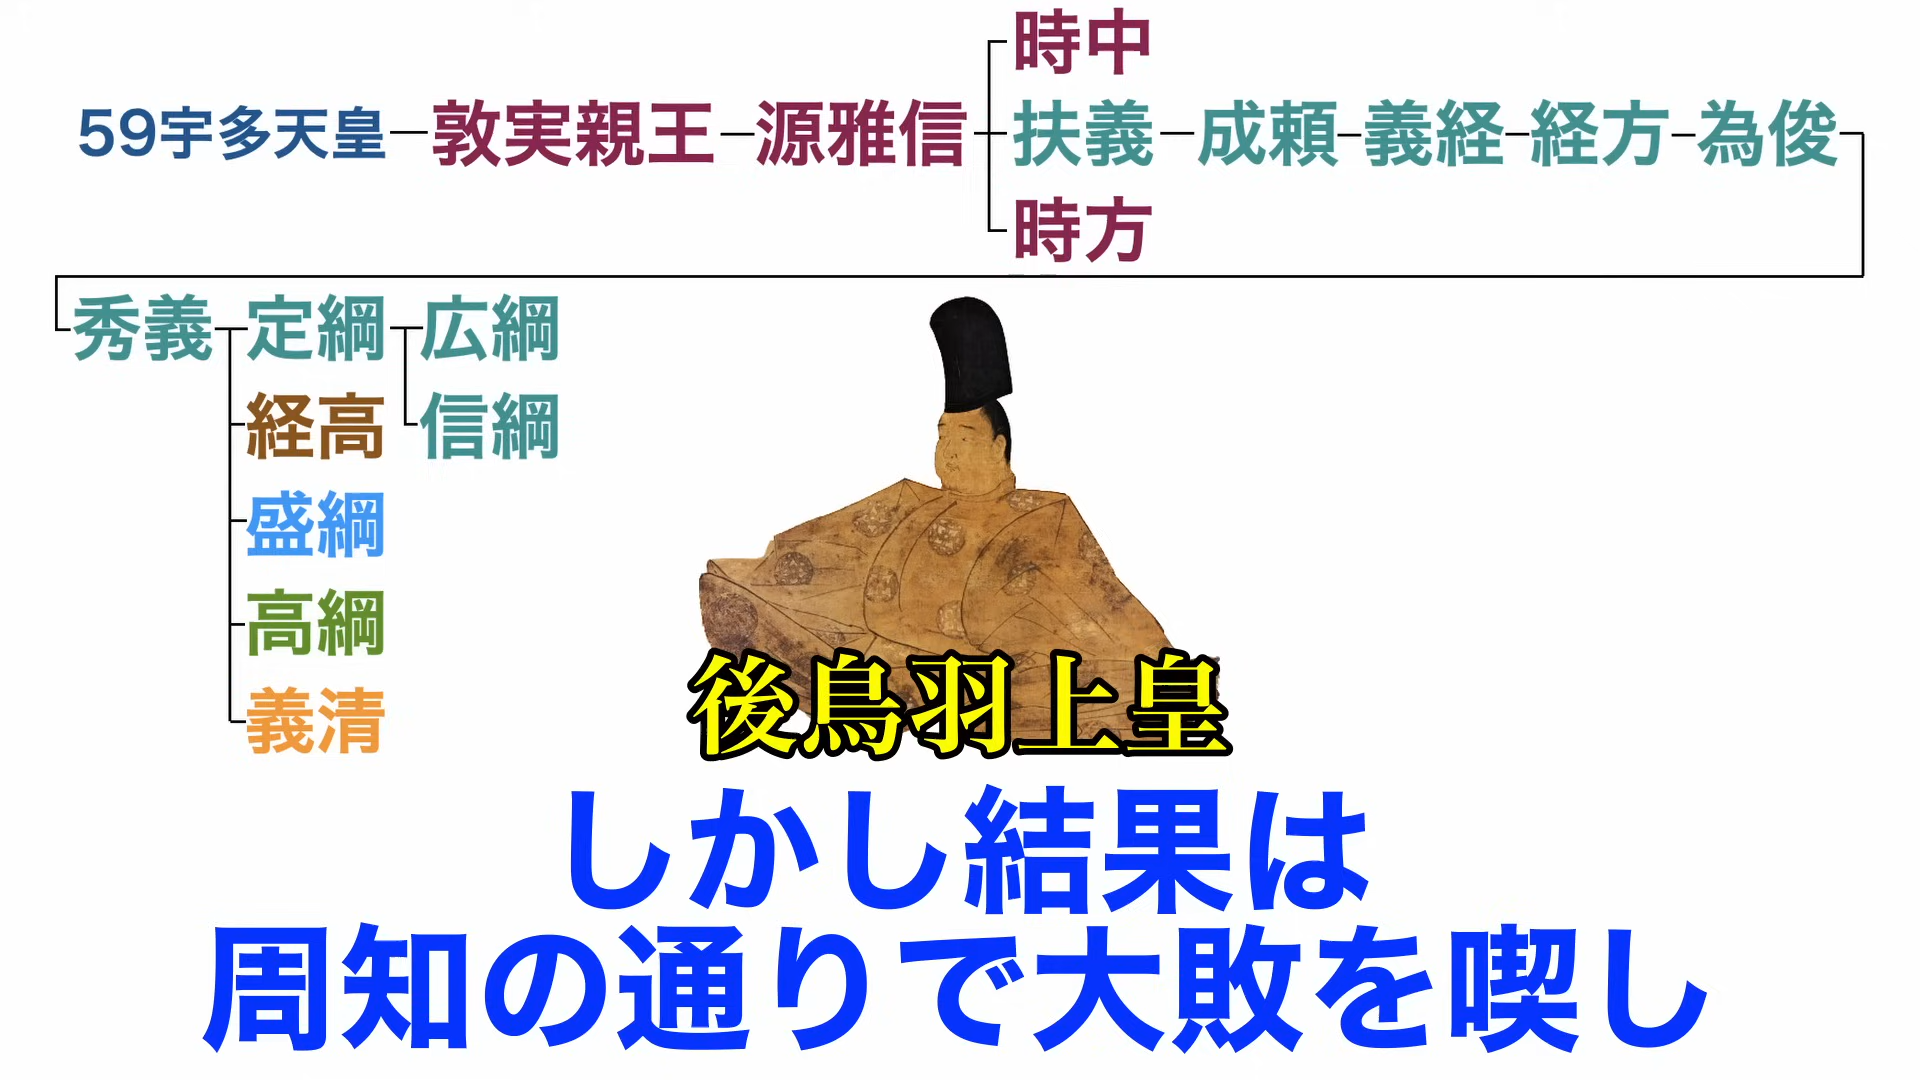 時中
59宇多天皇 敦実親王 源雅信 扶義 成頼 義経 経方 為俊
時方
秀義 定綱 広綱
経高 信綱
盛綱
高綱
義清
後鳥羽上皇
しかし結果は
周知の通りで大敗を喫し